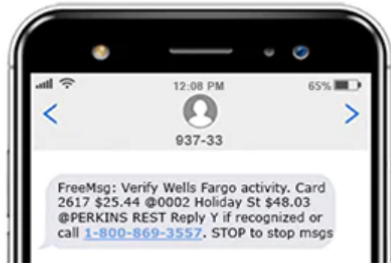 12:08 PM
65%
937-33
FreeMsg: Verify Wells Fargo activity. Card
2617 $25.44 @0002 Holiday St $48.03
@PERKINS REST Reply Y if recognized or
call 1-800-869-3557. STOP to stop msgs